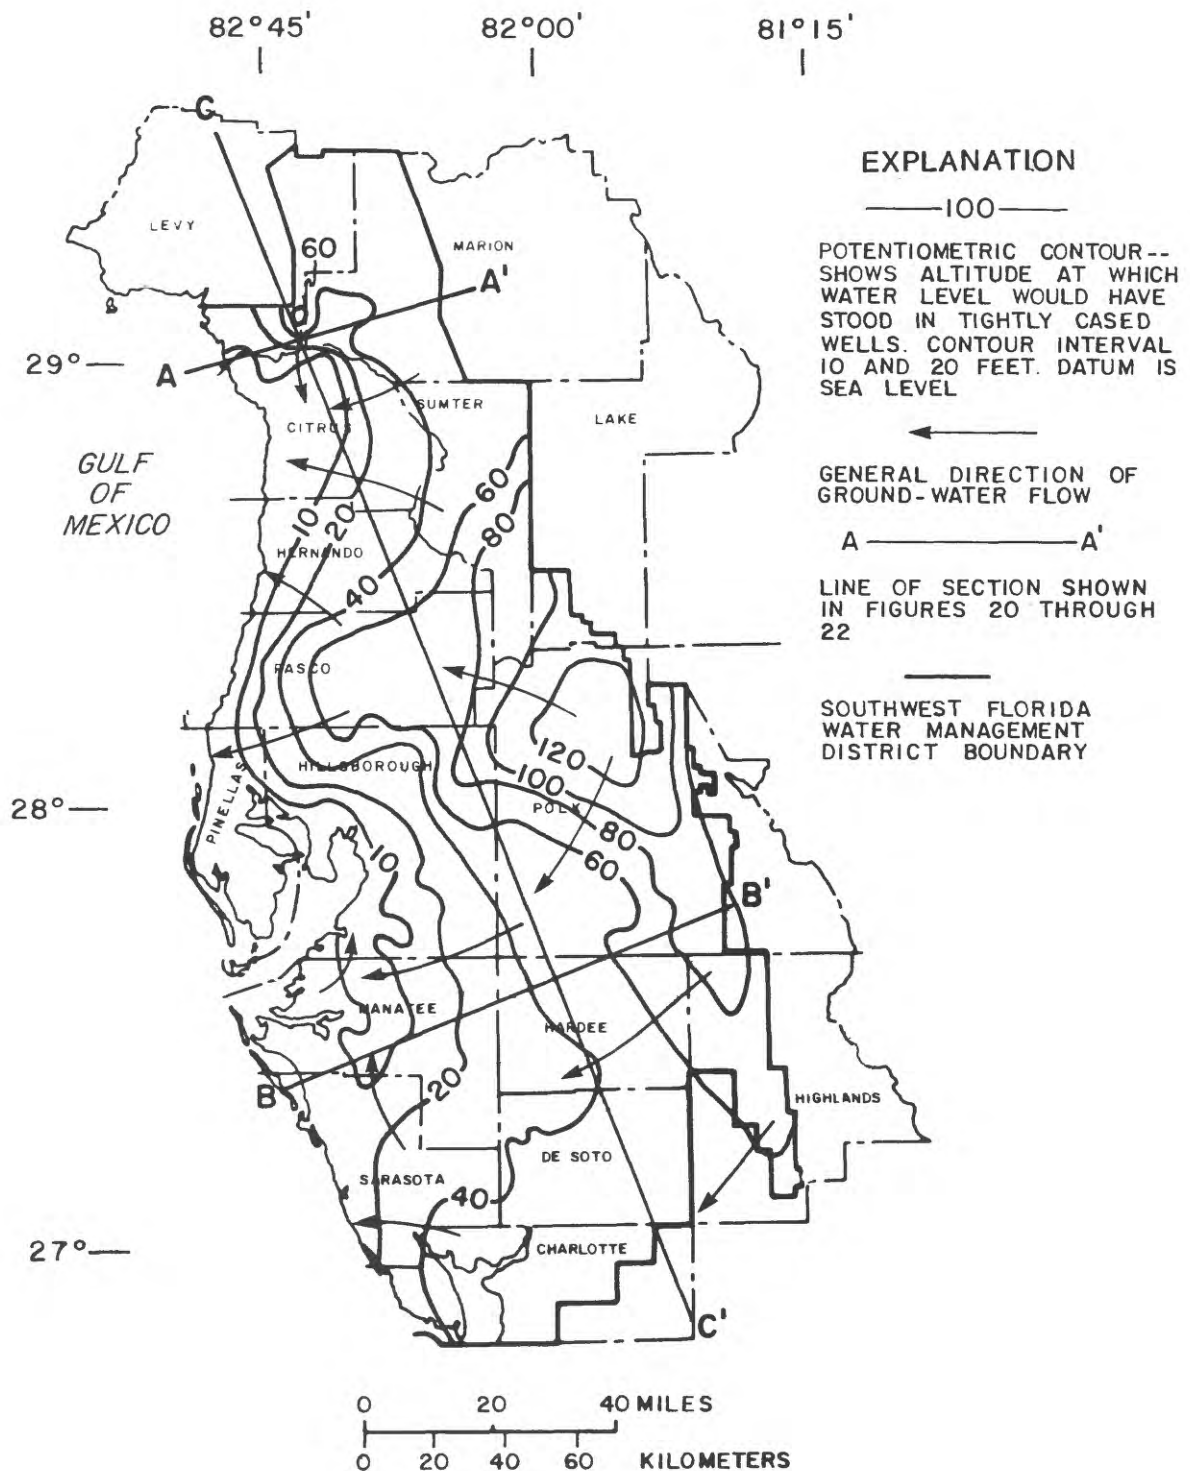 82°45' 82°00' 81°15'
G
LEVY
60
MARION
A'
29°
A
CITRUS
SUMTER
LAKE
GULF
OF
MEXICO
60
80
10
20
HERNANDO
40
PASCO
120
100
HILLSBOROUGH
POLK
28°
PINELLAS
10
80
60
B'
MANATEE
HARDEE
B
20
HIGHLANDS
DE SOTO
SARASOTA
40
27°
CHARLOTTE
C'
EXPLANATION
100
POTENTIOMETRIC CONTOUR--
SHOWS ALTITUDE AT WHICH
WATER LEVEL WOULD HAVE
STOOD IN TIGHTLY CASED
WELLS. CONTOUR INTERVAL
10 AND 20 FEET. DATUM IS
SEA LEVEL
GENERAL DIRECTION OF
GROUND-WATER FLOW
A A'
LINE OF SECTION SHOWN
IN FIGURES 20 THROUGH
22
SOUTHWEST FLORIDA
WATER MANAGEMENT
DISTRICT BOUNDARY
0 20 40 MILES
0 20 40 60 KILOMETERS